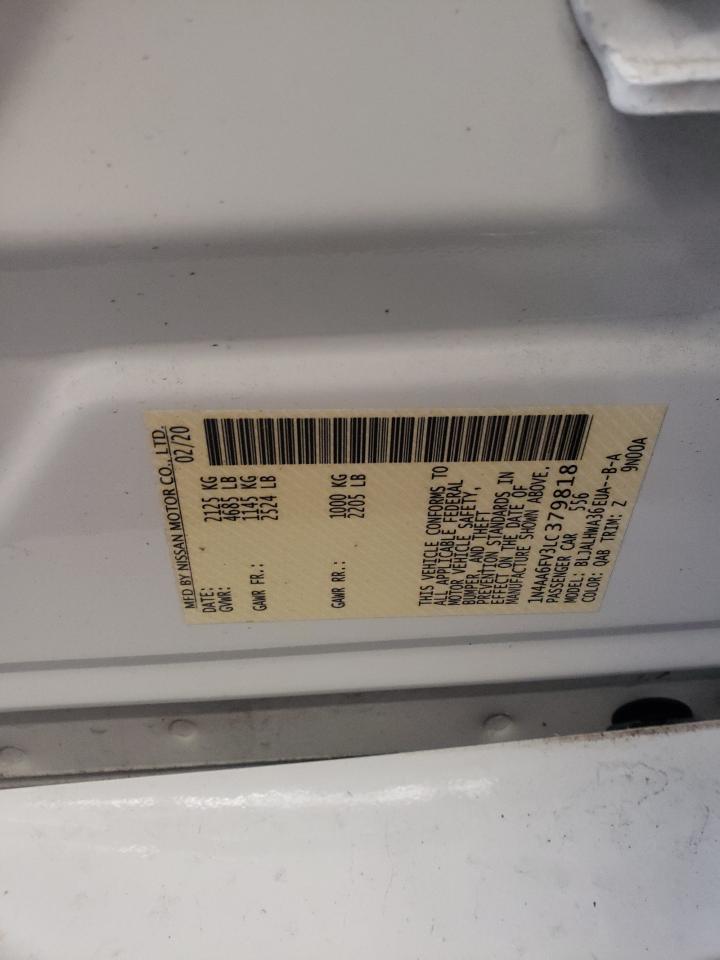 MFD BY NISSAN MOTOR CO., LTD.
DATE: 02/20
GVWR: 2125 KG
4685 LB
GAWR FR.: 1145 KG
2524 LB
GAWR RR.: 1000 KG
2205 LB
THIS VEHICLE CONFORMS TO
ALL APPLICABLE FEDERAL
MOTOR VEHICLE SAFETY,
BUMPER, AND THEFT
PREVENTION STANDARDS IN
EFFECT ON THE DATE OF
MANUFACTURE SHOWN ABOVE.
1N4AA6FV3LC379818
PASSENGER CAR 556
MODEL: BLJALHWA36EUA--B-A
COLOR: QAB TRIM: Z 9N00A